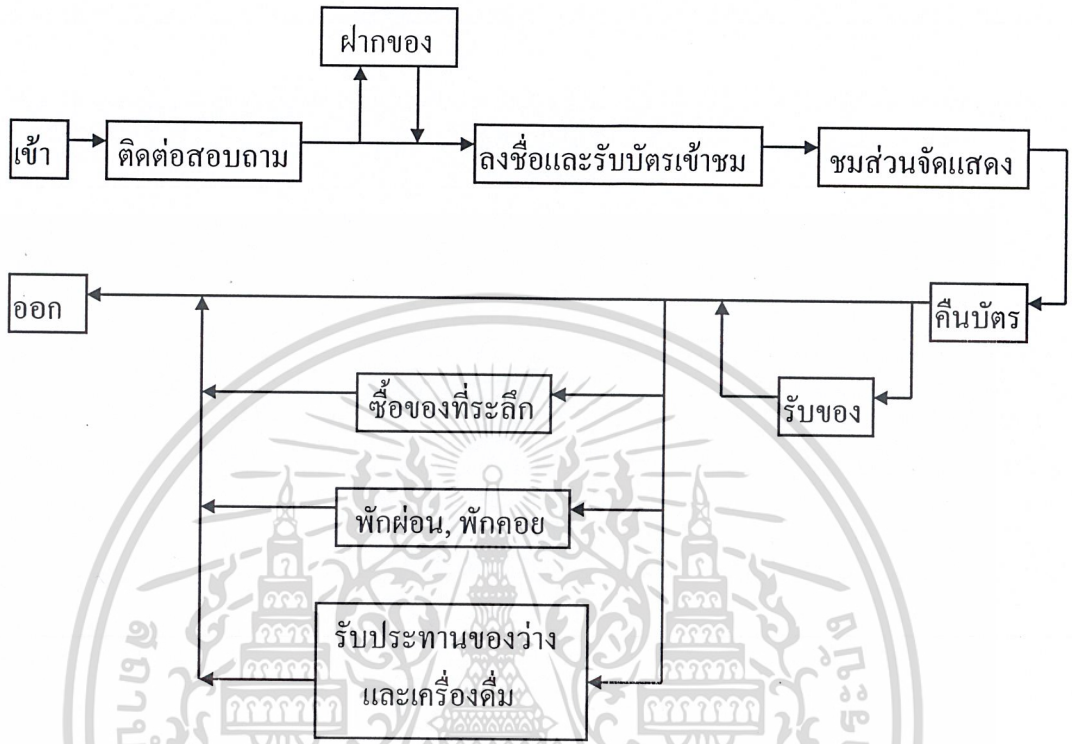 ฝากของ
เข้า
ติดต่อสอบถาม
ลงชื่อและรับบัตรเข้าชม
ชมส่วนจัดแสดง
ออก
คืนบัตร
รับของ
ซื้อของที่ระลึก
พักผ่อน, พักคอย
รับประทานของว่าง
และเครื่องดื่ม